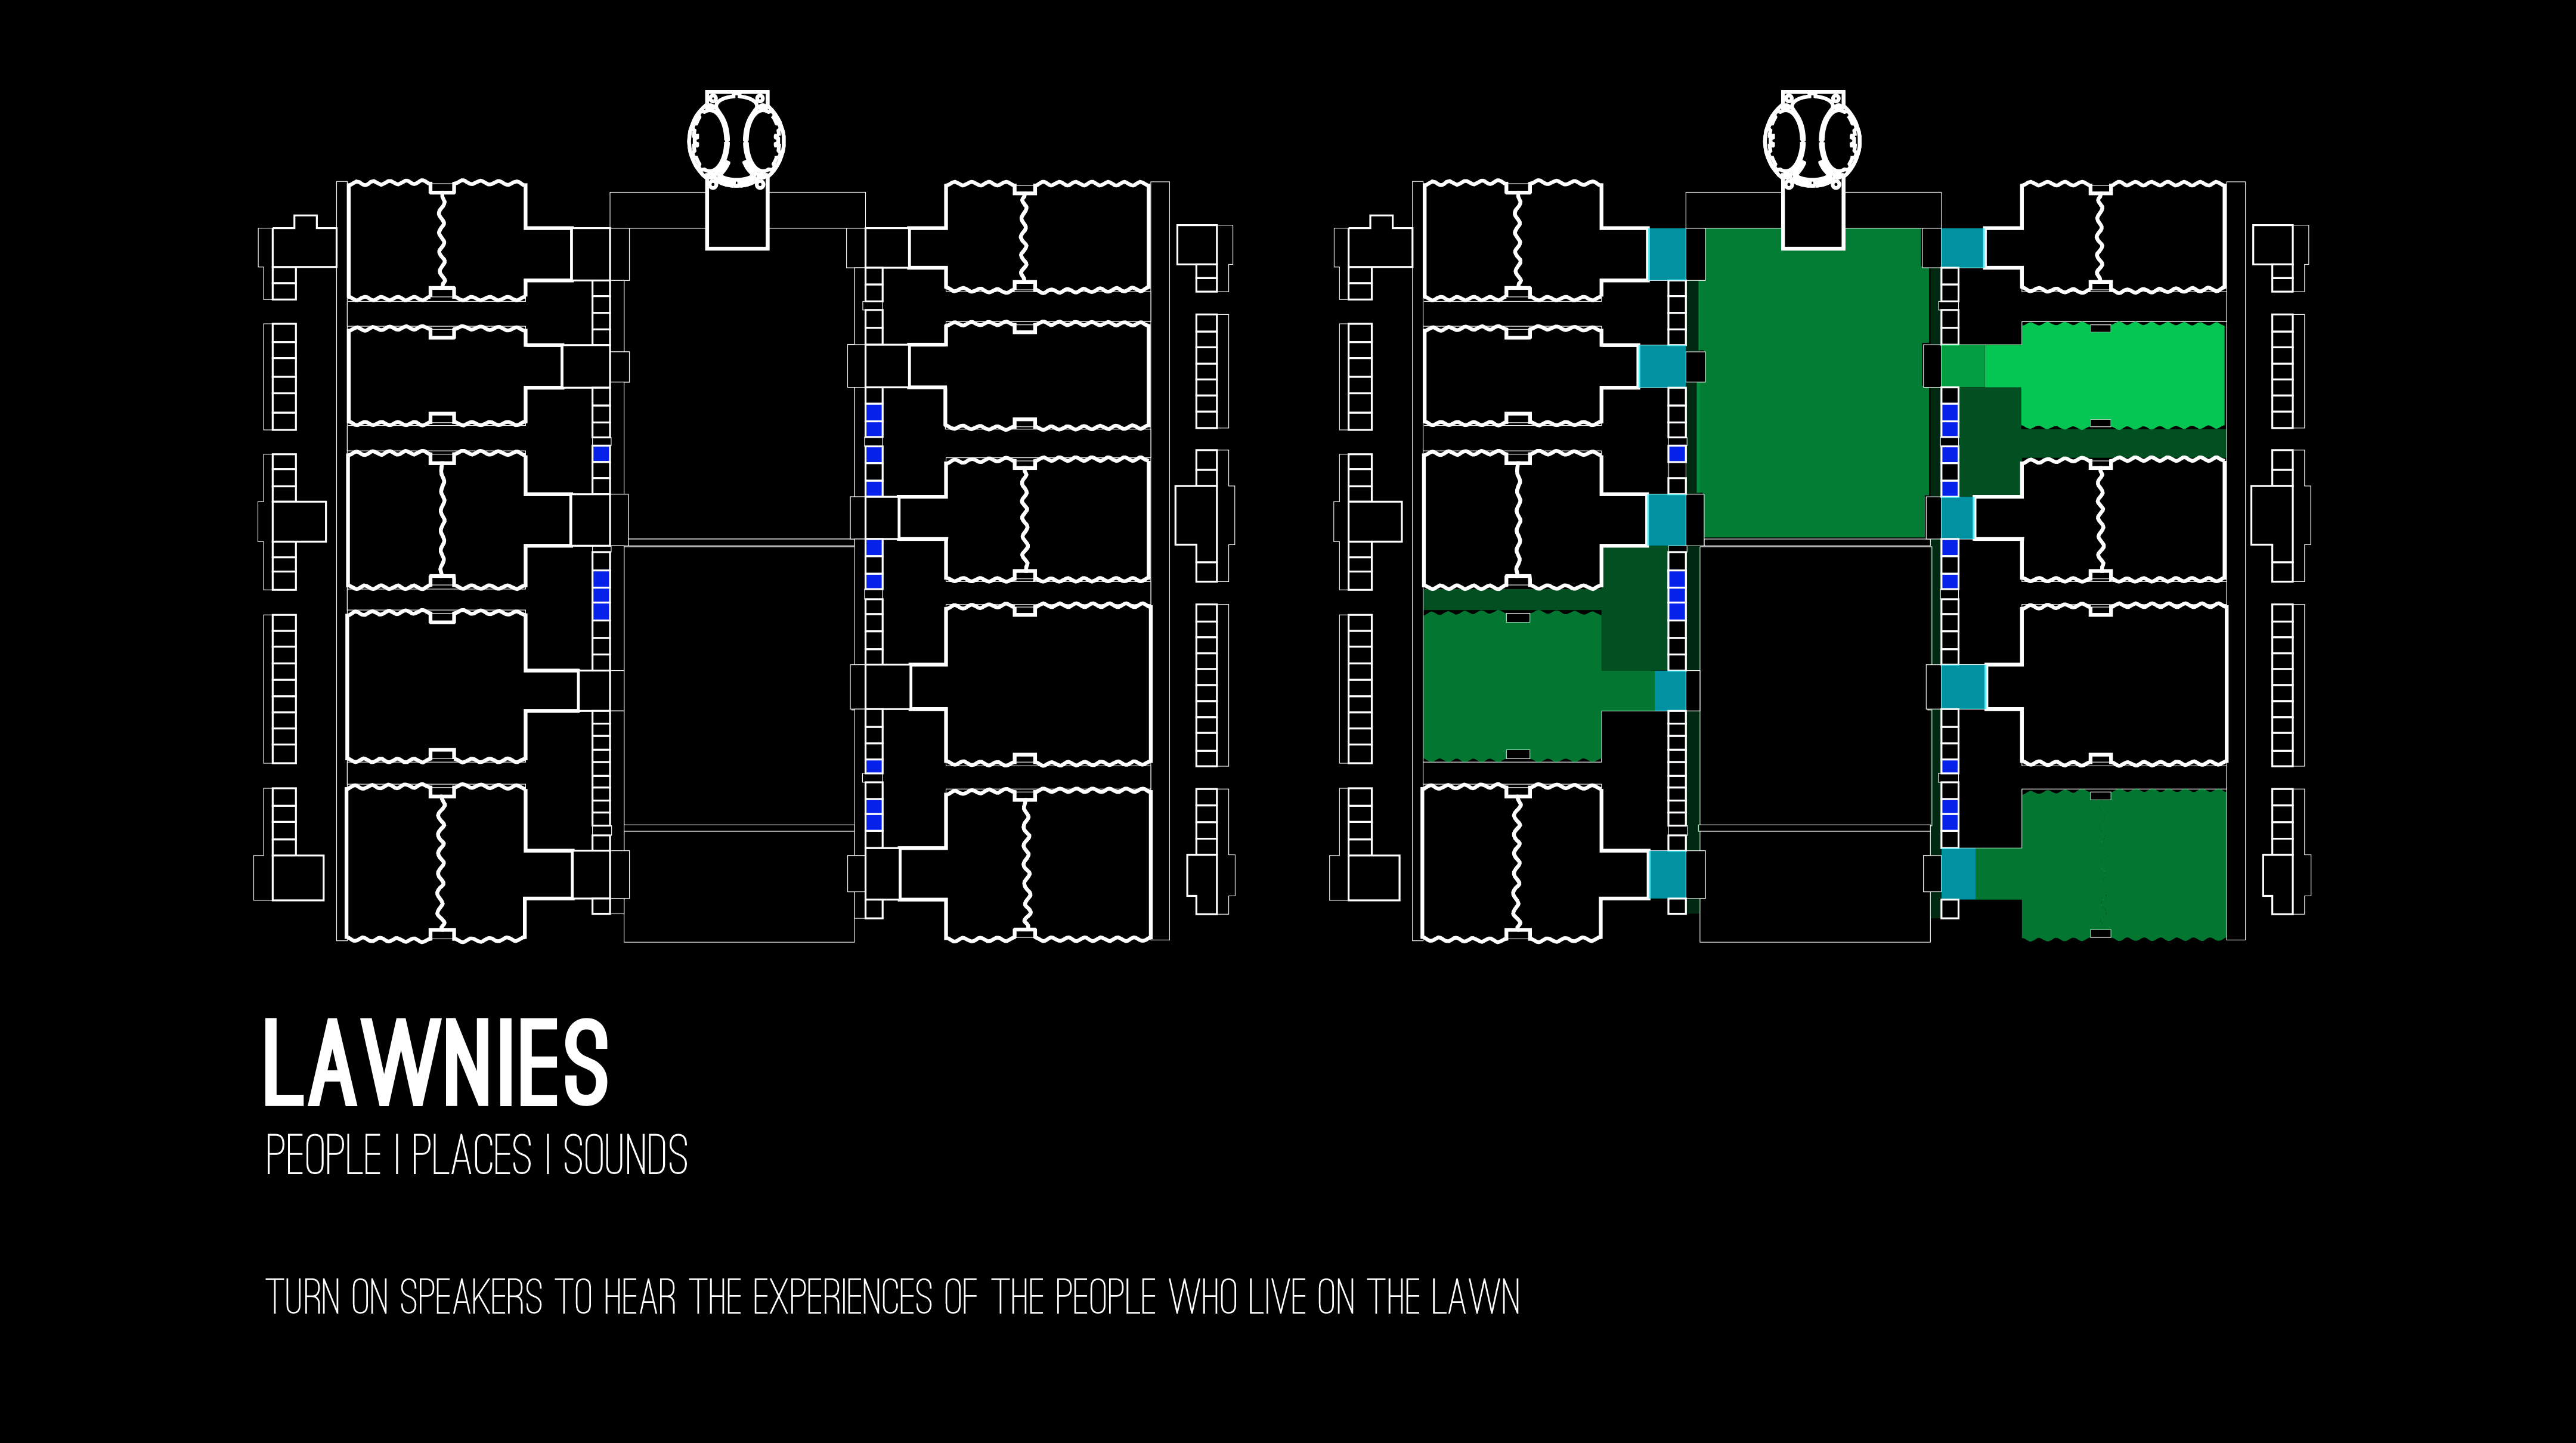 LAWNIES
PEOPLE | PLACES | SOUNDS
TURN ON SPEAKERS TO HEAR THE EXPERIENCES OF THE PEOPLE WHO LIVE ON THE LAWN